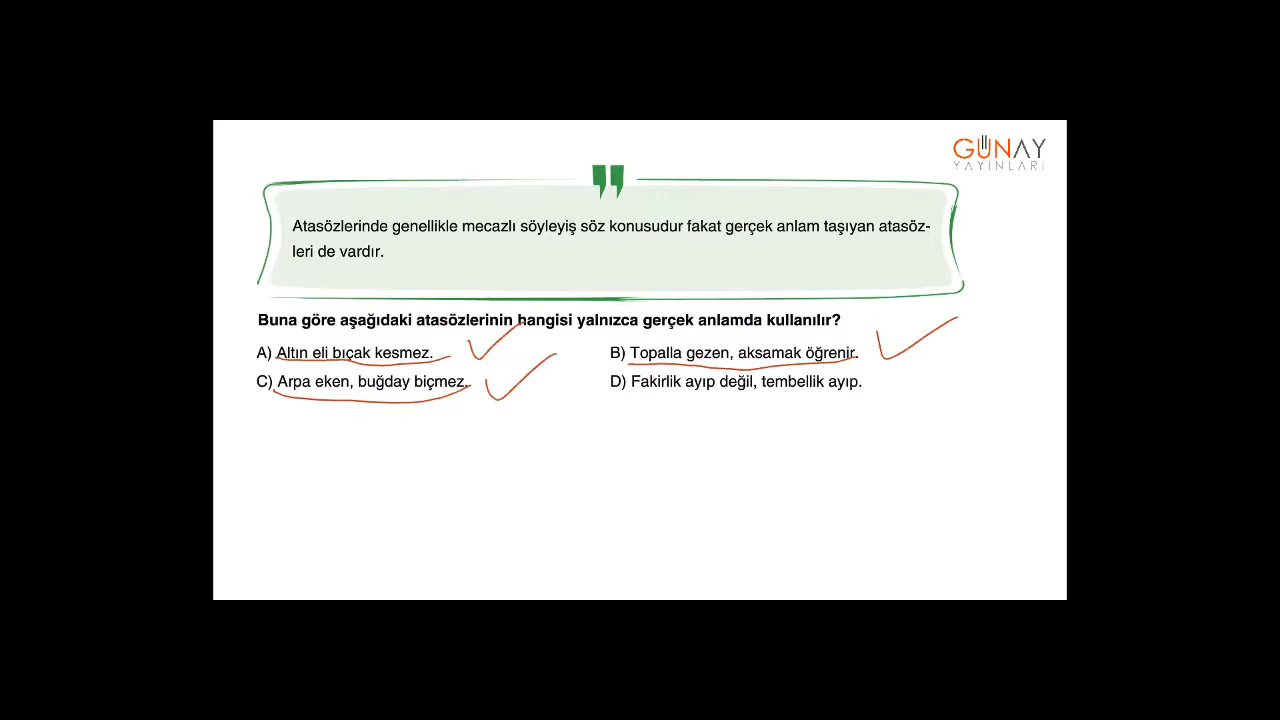 GÜNAY
YAYINLARI
Atasözlerinde genellikle mecazlı söyleyiş söz konusudur fakat gerçek anlam taşıyan atasöz-
leri de vardır.
Buna göre aşağıdaki atasözlerinin hangisi yalnızca gerçek anlamda kullanılır?
A) Altın eli bıçak kesmez.
B) Topalla gezen, aksamak öğrenir.
C) Arpa eken, buğday biçmez.
D) Fakirlik ayıp değil, tembellik ayıp.